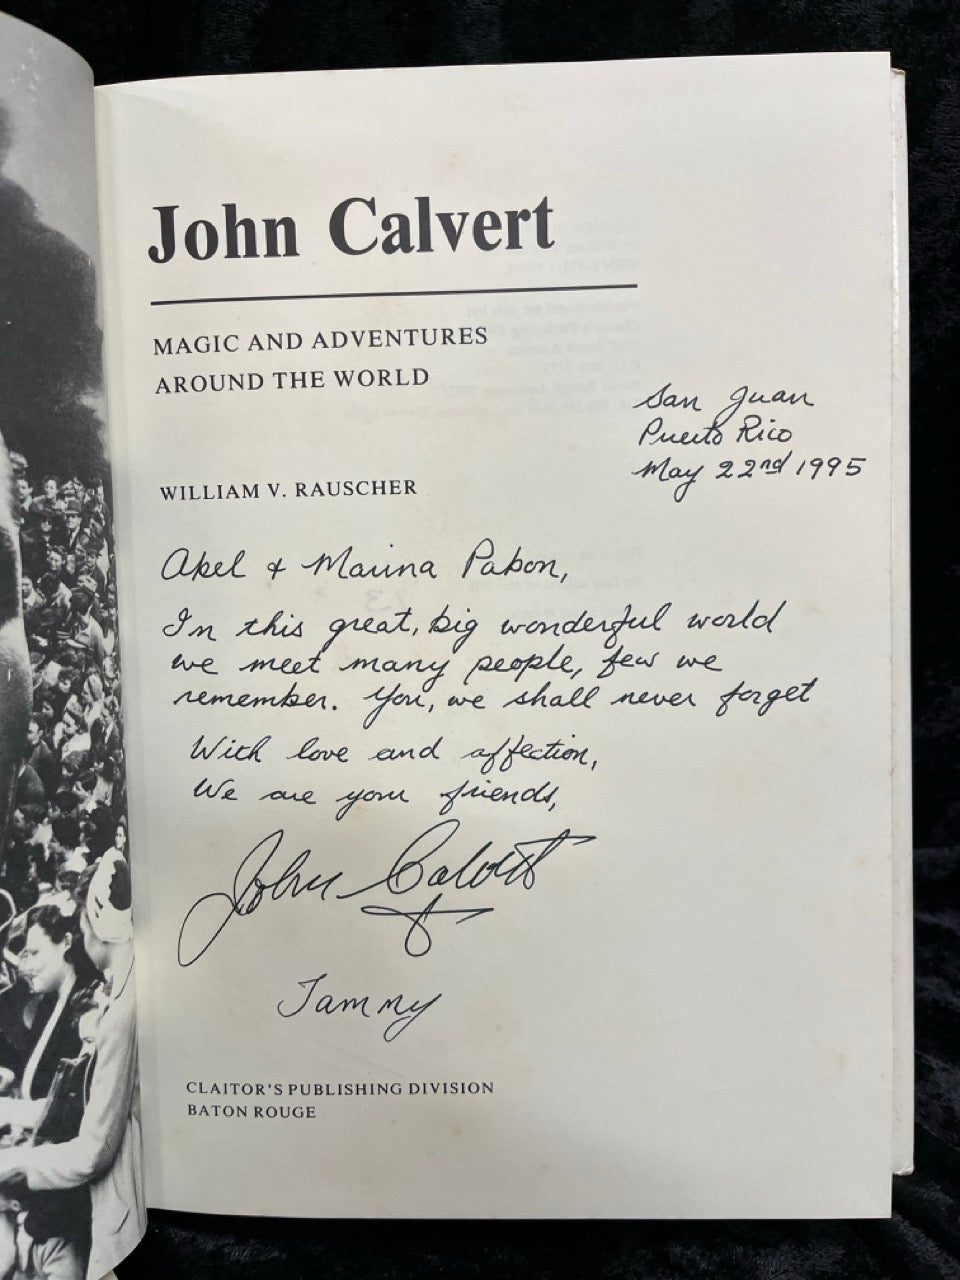 John Calvert
MAGIC AND ADVENTURES
AROUND THE WORLD
San Juan
Puerto Rico
May 22nd 1995
WILLIAM V. RAUSCHER
Abel & Marina Pabon,
In this great, big wonderful world
we meet many people, few we
remember. You, we shall never forget
With love and affection,
We are your friends,
John Calvert
Tammy
CLAITOR'S PUBLISHING DIVISION
BATON ROUGE